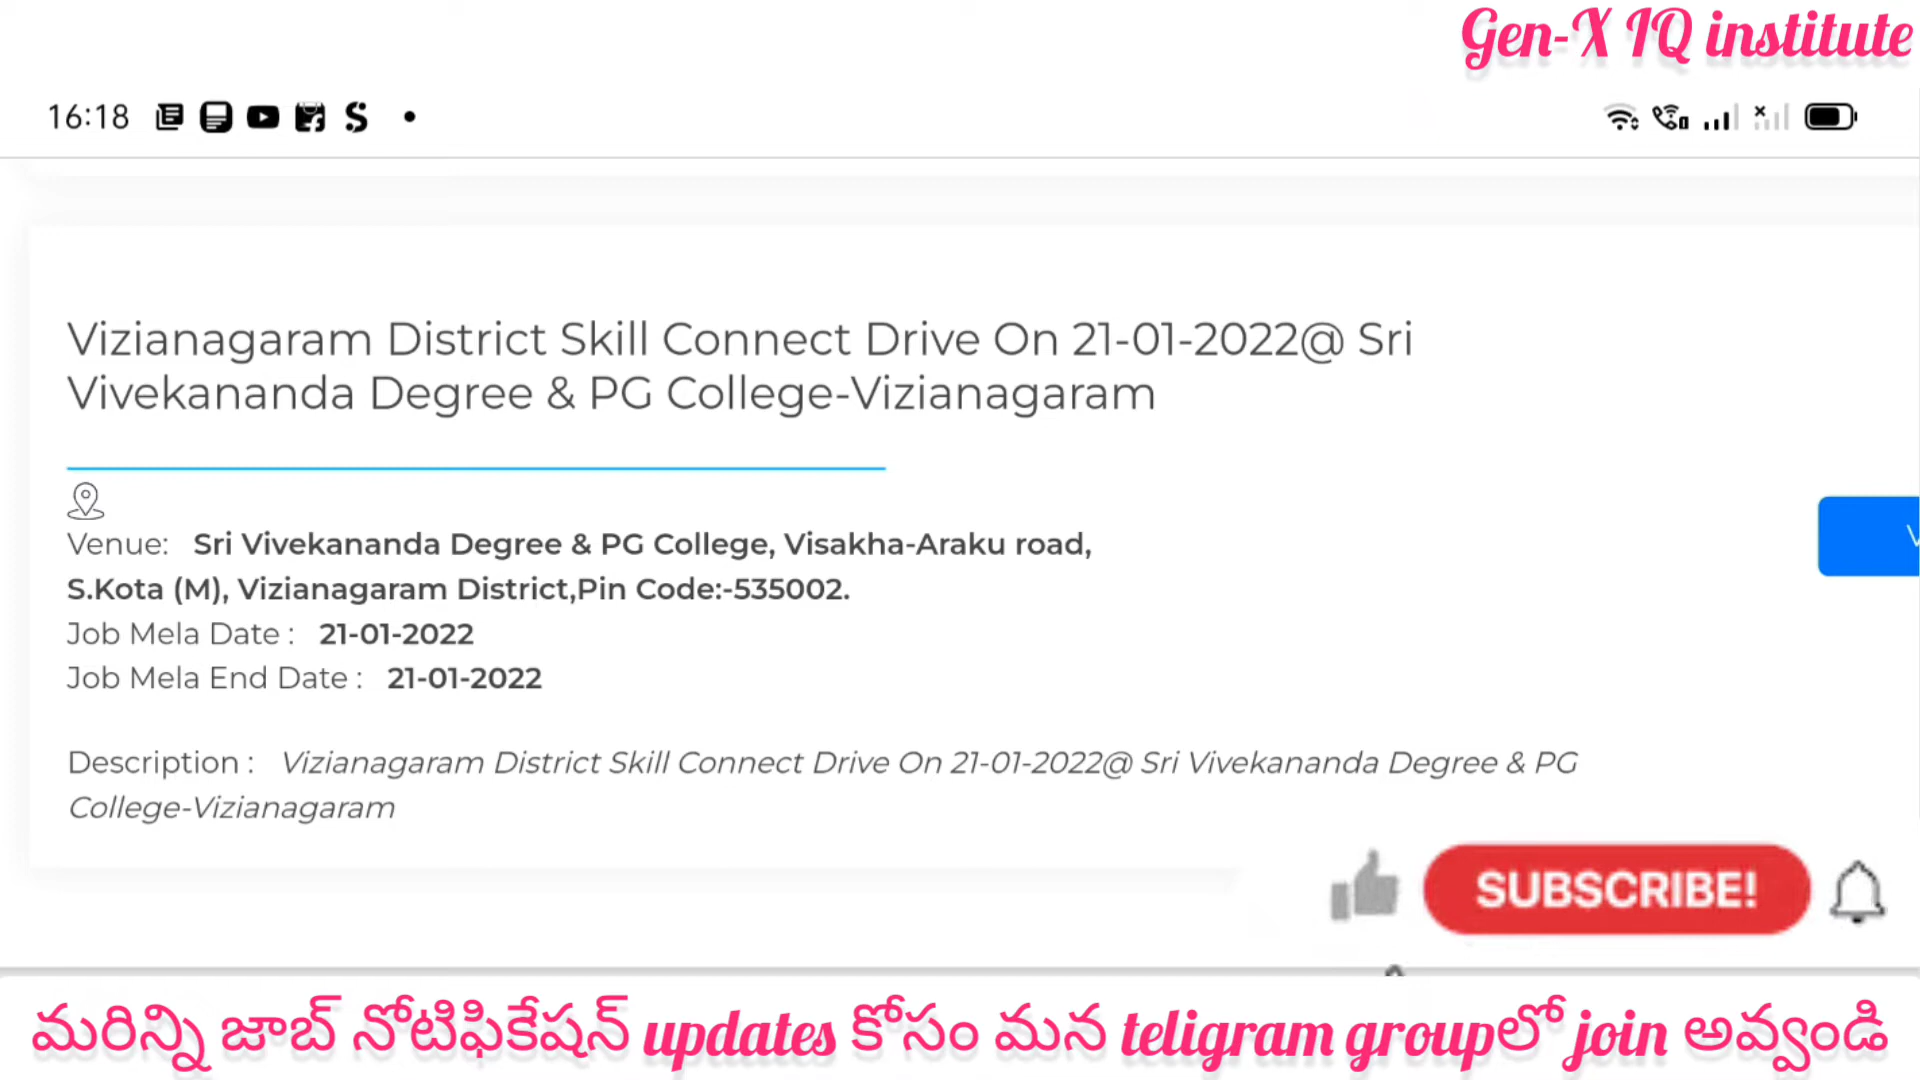 Gen-X IQ institute
16:18
Vizianagaram District Skill Connect Drive On 21-01-2022@ Sri
Vivekananda Degree & PG College-Vizianagaram
Venue: Sri Vivekananda Degree & PG College, Visakha-Araku road,
S.Kota (M), Vizianagaram District,Pin Code:-535002.
Job Mela Date : 21-01-2022
Job Mela End Date : 21-01-2022
Description : Vizianagaram District Skill Connect Drive On 21-01-2022@ Sri Vivekananda Degree & PG
College-Vizianagaram
SUBSCRIBE!
మరిన్ని జాబ్ నోటిఫికేషన్ updates కోసం మన teligram groupలో join అవ్వండి